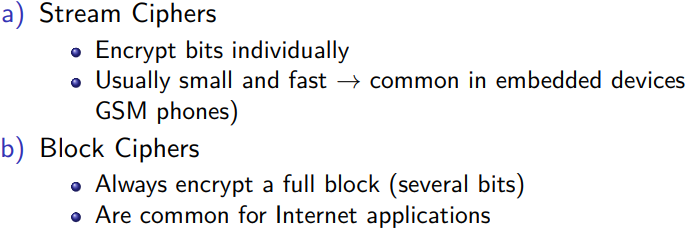 a) Stream Ciphers
• Encrypt bits individually
• Usually small and fast → common in embedded devices
GSM phones)
b) Block Ciphers
• Always encrypt a full block (several bits)
• Are common for Internet applications